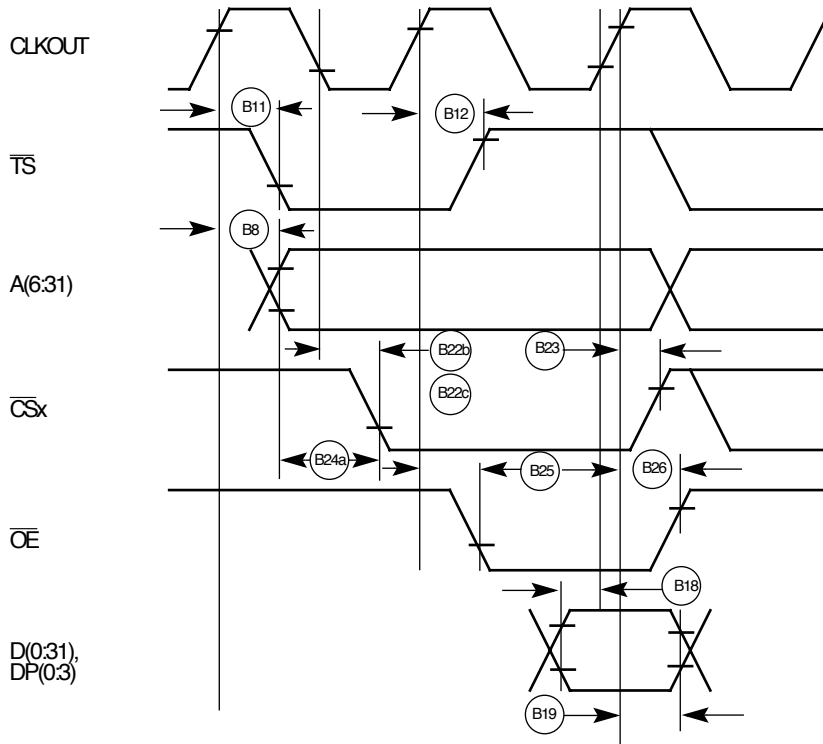 CLKOUT
B11
B12
TS
B8
A(6:31)
B22b
B23
B22c
CSx
B24a
B25
B26
OE
B18
D(0:31),
DP(0:3)
B19